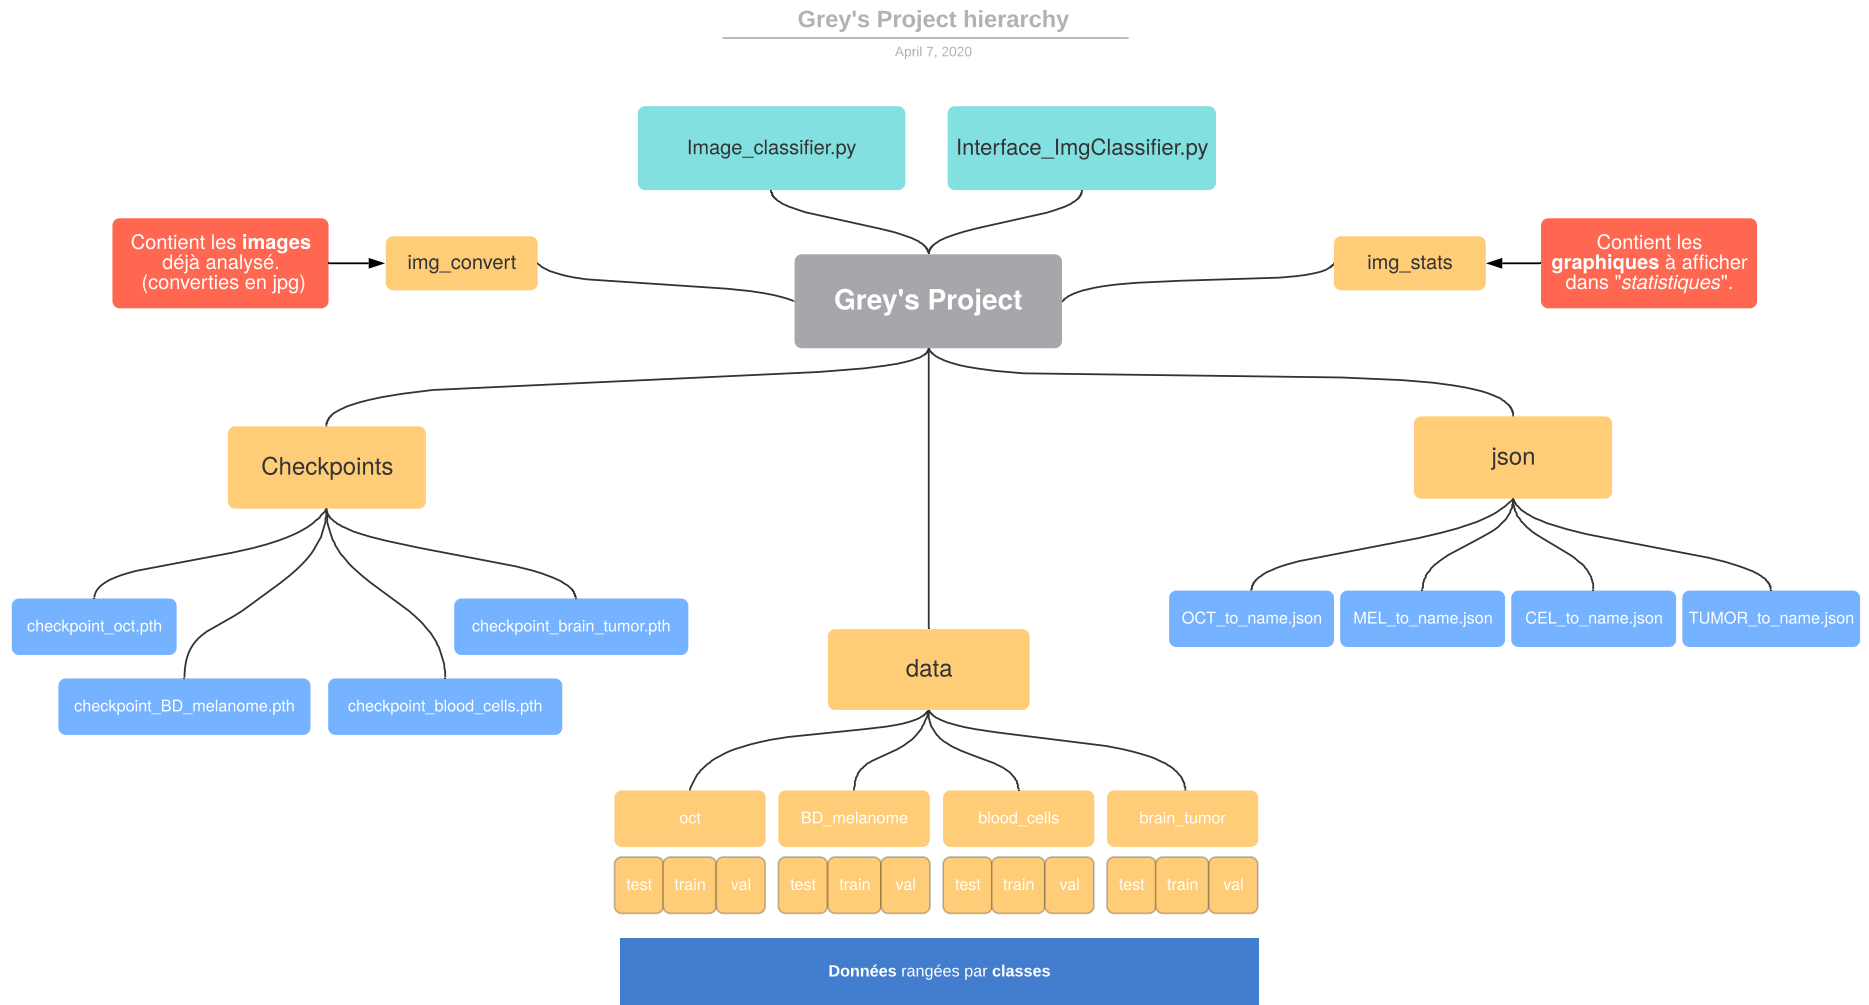 Grey's Project hierarchy
April 7, 2020
Image_classifier.py
Interface_ImgClassifier.py
Contient les images
déjà analysé.
(converties en jpg)
img_convert
Grey's Project
img_stats
Contient les
graphiques à afficher
dans "statistiques".
Checkpoints
json
checkpoint_oct.pth
checkpoint_brain_tumor.pth
checkpoint_BD_melanome.pth
checkpoint_blood_cells.pth
OCT_to_name.json
MEL_to_name.json
CEL_to_name.json
TUMOR_to_name.json
data
oct
BD_melanome
blood_cells
brain_tumor
test train val
test train val
test train val
test train val
Données rangées par classes